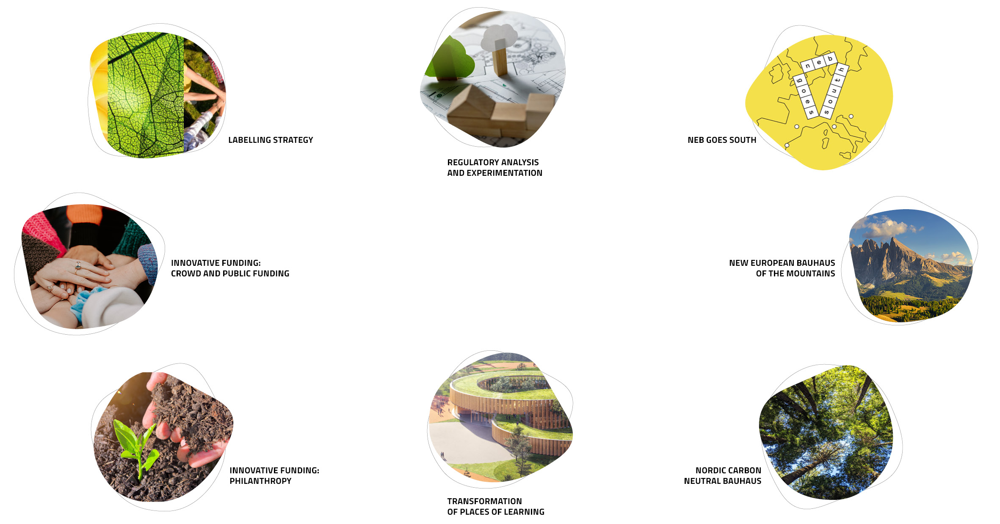 neb
goes
south
LABELLING STRATEGY
REGULATORY ANALYSIS
AND EXPERIMENTATION
NEB GOES SOUTH
INNOVATIVE FUNDING:
CROWD AND PUBLIC FUNDING
NEW EUROPEAN BAUHAUS
OF THE MOUNTAINS
INNOVATIVE FUNDING:
PHILANTHROPY
TRANSFORMATION
OF PLACES OF LEARNING
NORDIC CARBON
NEUTRAL BAUHAUS